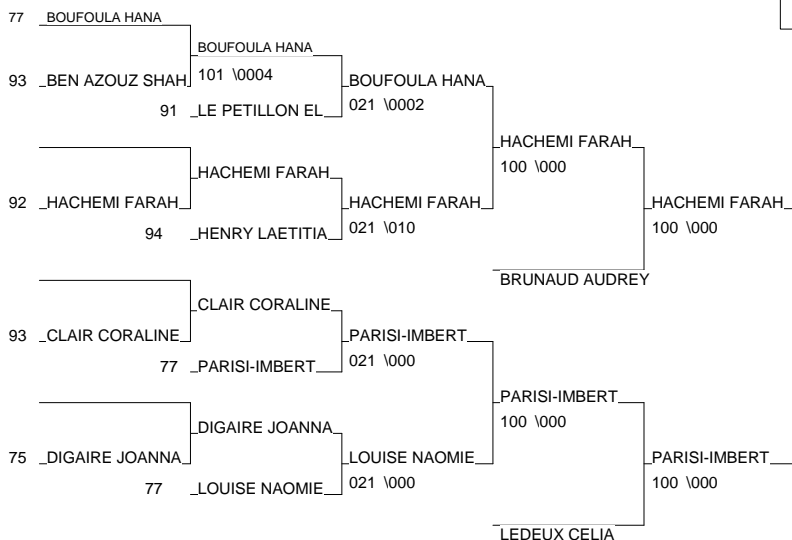 77 BOUFOULA HANA
BOUFOULA HANA
93 BEN AZOUZ SHAH 101 \0004 BOUFOULA HANA
91 LE PETILLON EL 021 \0002
HACHEMI FARAH
HACHEMI FARAH 100 \000
92 HACHEMI FARAH HACHEMI FARAH HACHEMI FARAH
94 HENRY LAETITIA 021 \010 100 \000
BRUNAUD AUDREY
CLAIR CORALINE
93 CLAIR CORALINE PARISI-IMBERT
77 PARISI-IMBERT 021 \000
PARISI-IMBERT
DIGAIRE JOANNA 100 \000
75 DIGAIRE JOANNA LOUISE NAOMIE PARISI-IMBERT
77 LOUISE NAOMIE 021 \000 100 \000
LEDEUX CELIA